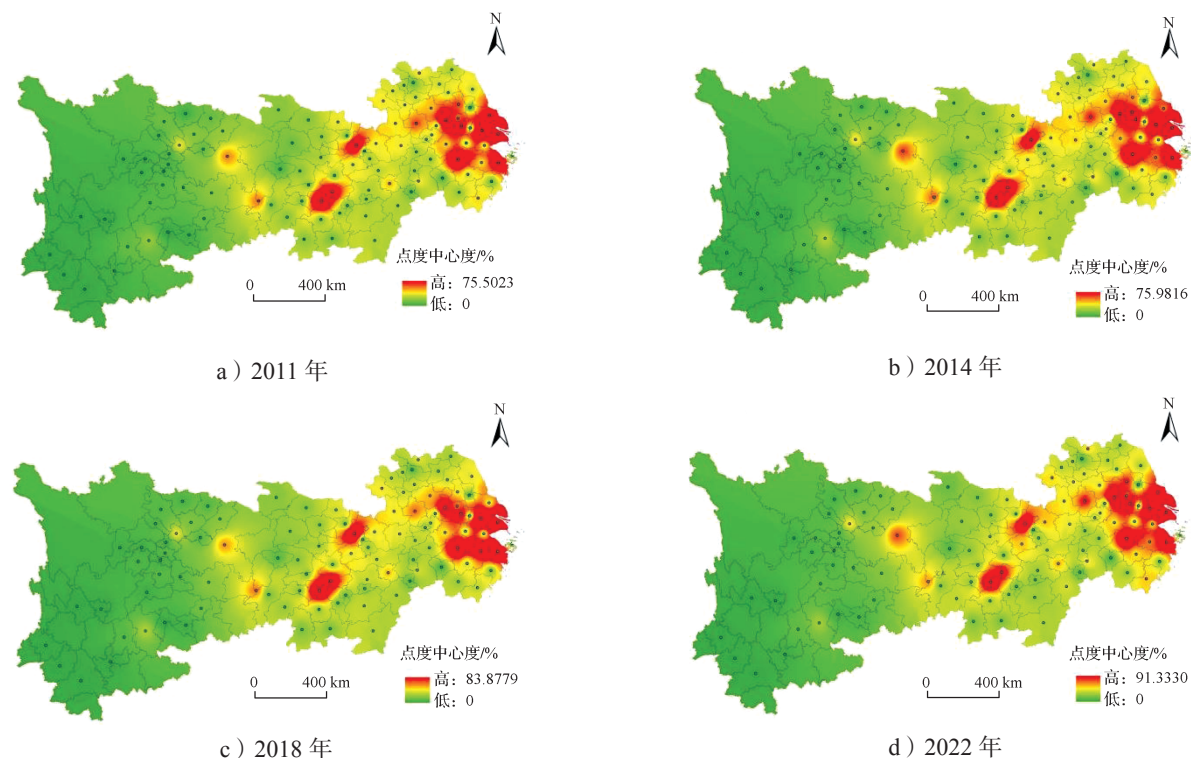 N
点度中心度/%
高：75.5023
低：0
0 400 km
a）2011 年
N
点度中心度/%
高：75.9816
低：0
0 400 km
b）2014 年
N
点度中心度/%
高：83.8779
低：0
0 400 km
c）2018 年
N
点度中心度/%
高：91.3330
低：0
0 400 km
d）2022 年